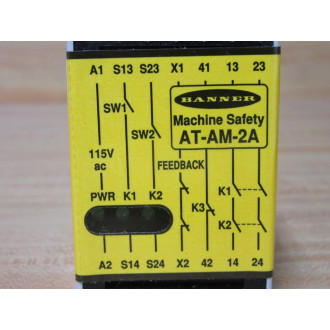 A1 S13 S23 X1 41 13 23
BANNER
Machine Safety
AT-AM-2A
SW1
SW2
115V
ac
FEEDBACK
PWR K1 K2
K1
K3
K2
A2 S14 S24 X2 42 14 24